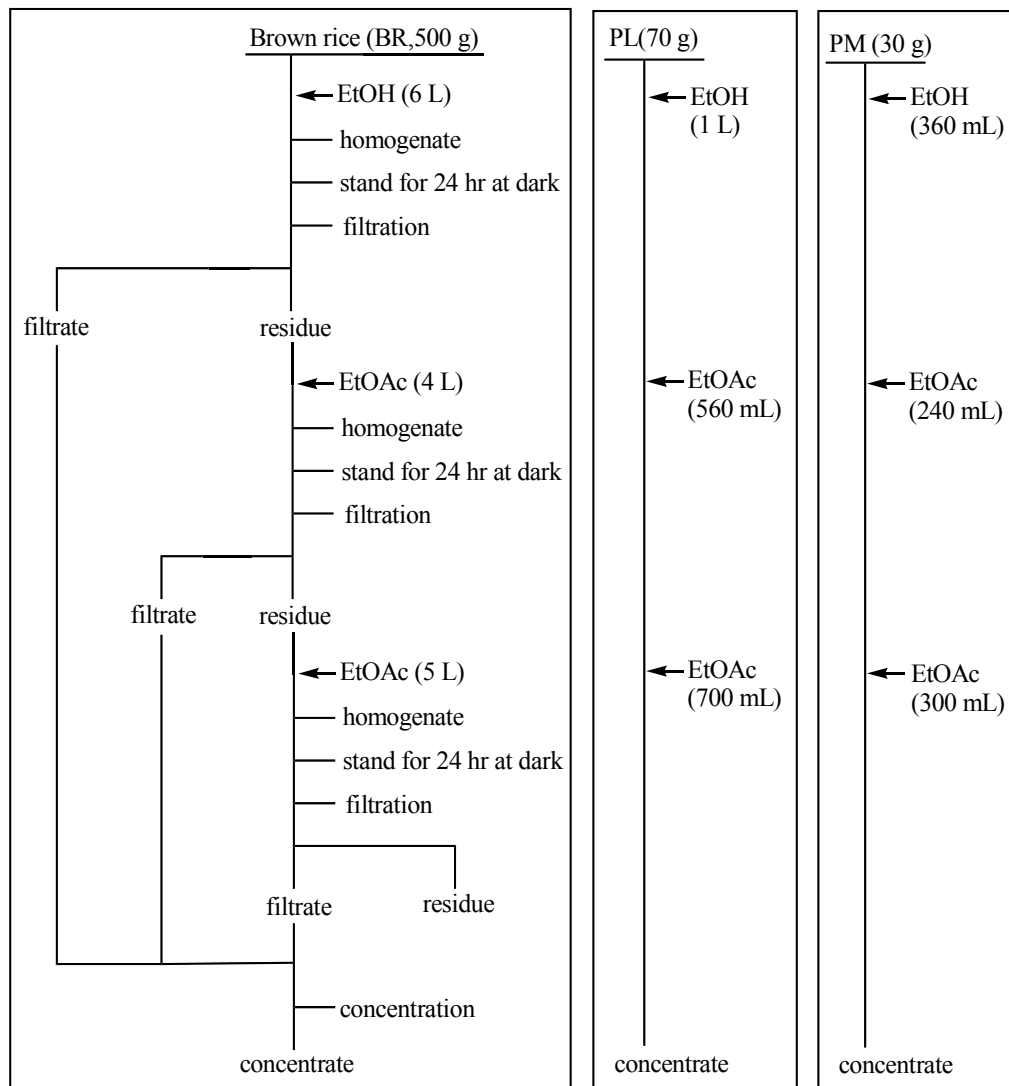 Brown rice (BR,500 g)
EtOH (6 L)
homogenate
stand for 24 hr at dark
filtration
filtrate
residue
EtOAc (4 L)
homogenate
stand for 24 hr at dark
filtration
filtrate
residue
EtOAc (5 L)
homogenate
stand for 24 hr at dark
filtration
filtrate
residue
concentration
concentrate
PL(70 g)
EtOH
(1 L)
EtOAc
(560 mL)
EtOAc
(700 mL)
concentrate
PM (30 g)
EtOH
(360 mL)
EtOAc
(240 mL)
EtOAc
(300 mL)
concentrate